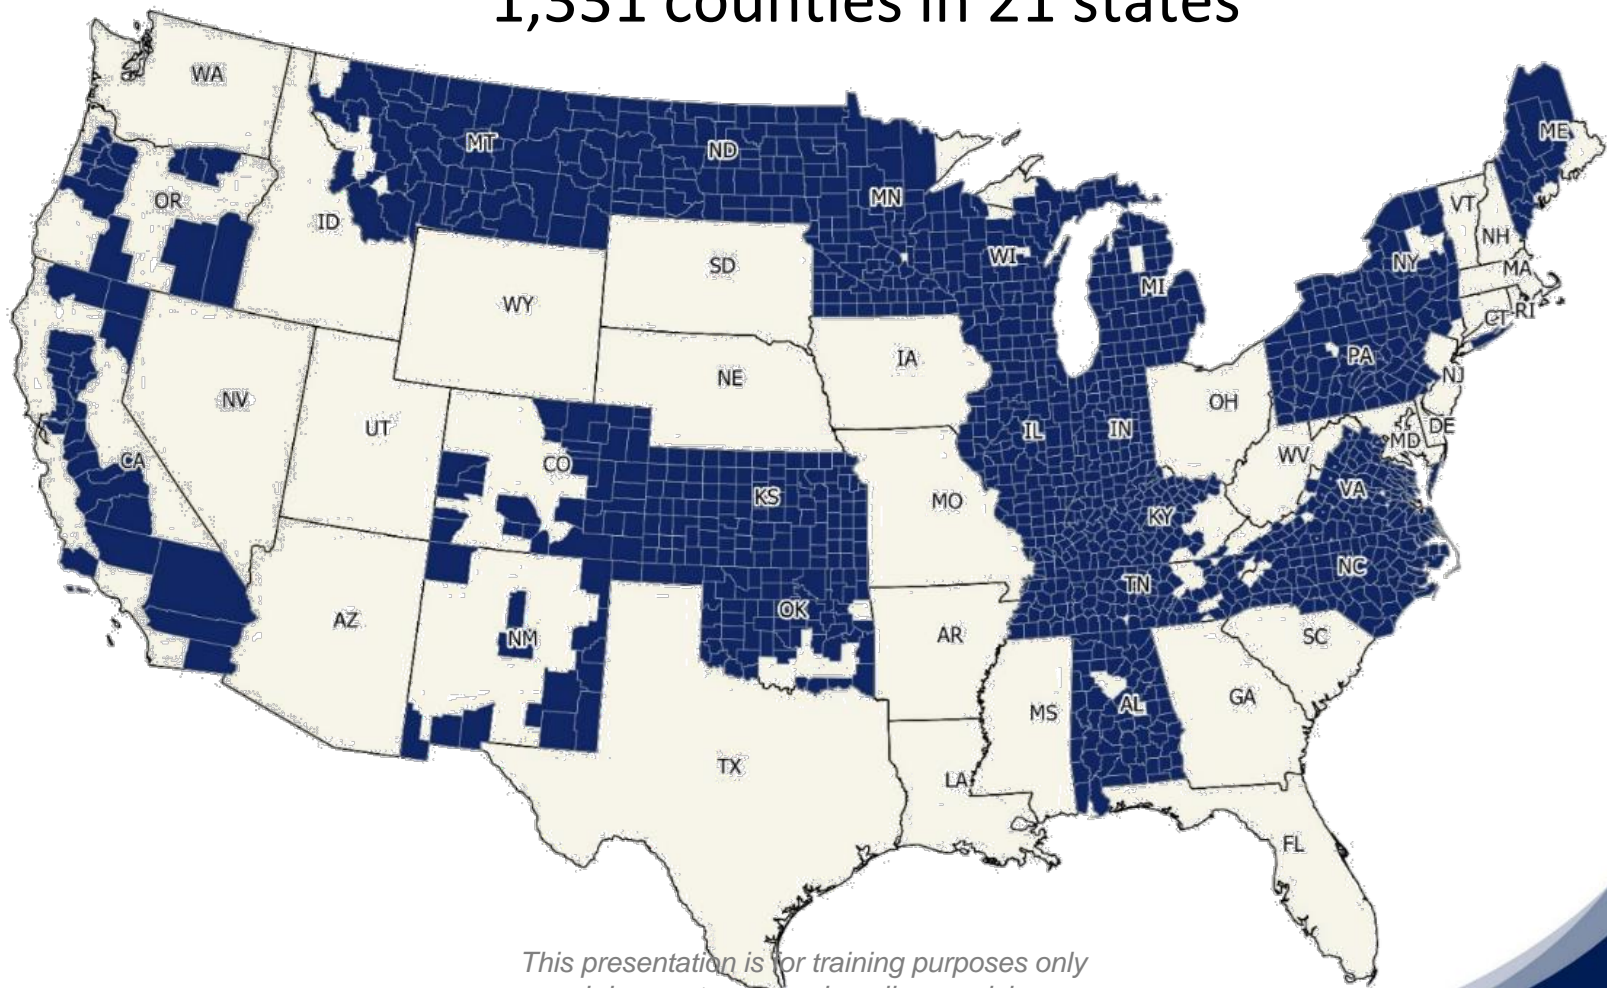 1,331 counties in 21 states
WA
MT
ND
ME
OR
MN
VT
ID
NH
WI
NY
MA
SD
MI
WY
CT
RI
IA
PA
NE
NJ
NV
OH
UT
IL
IN
DE
MD
CA
CO
WV
KS
VA
MO
KY
NC
TN
OK
AZ
NM
AR
SC
GA
AL
MS
TX
LA
FL
This presentation is for training purposes only